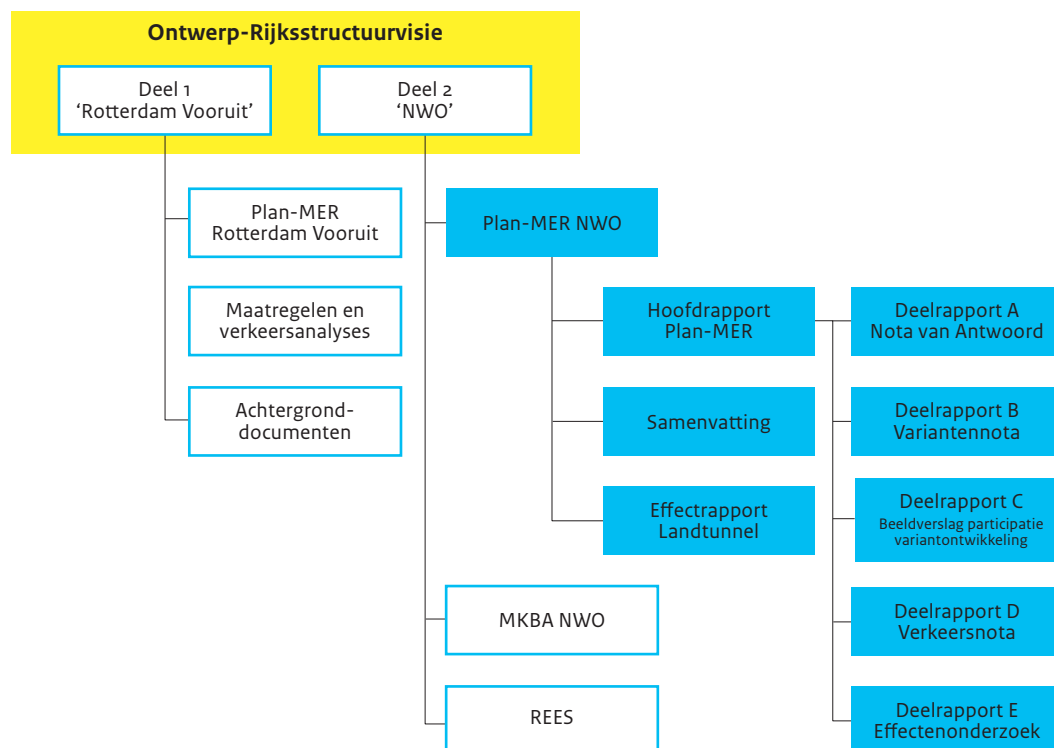 Ontwerp-Rijksstructuurvisie
Deel 1
‘Rotterdam Vooruit’
Deel 2
‘NWO’
Plan-MER
Rotterdam Vooruit
Maatregelen en
verkeersanalyses
Achtergrond-
documenten
Plan-MER NWO
Hoofdrapport
Plan-MER
Samenvatting
Effectrapport
Landtunnel
Deelrapport A
Nota van Antwoord
Deelrapport B
Variantennota
Deelrapport C
Beeldverslag participatie
variantontwikkeling
Deelrapport D
Verkeersnota
Deelrapport E
Effectenonderzoek
MKBA NWO
REES